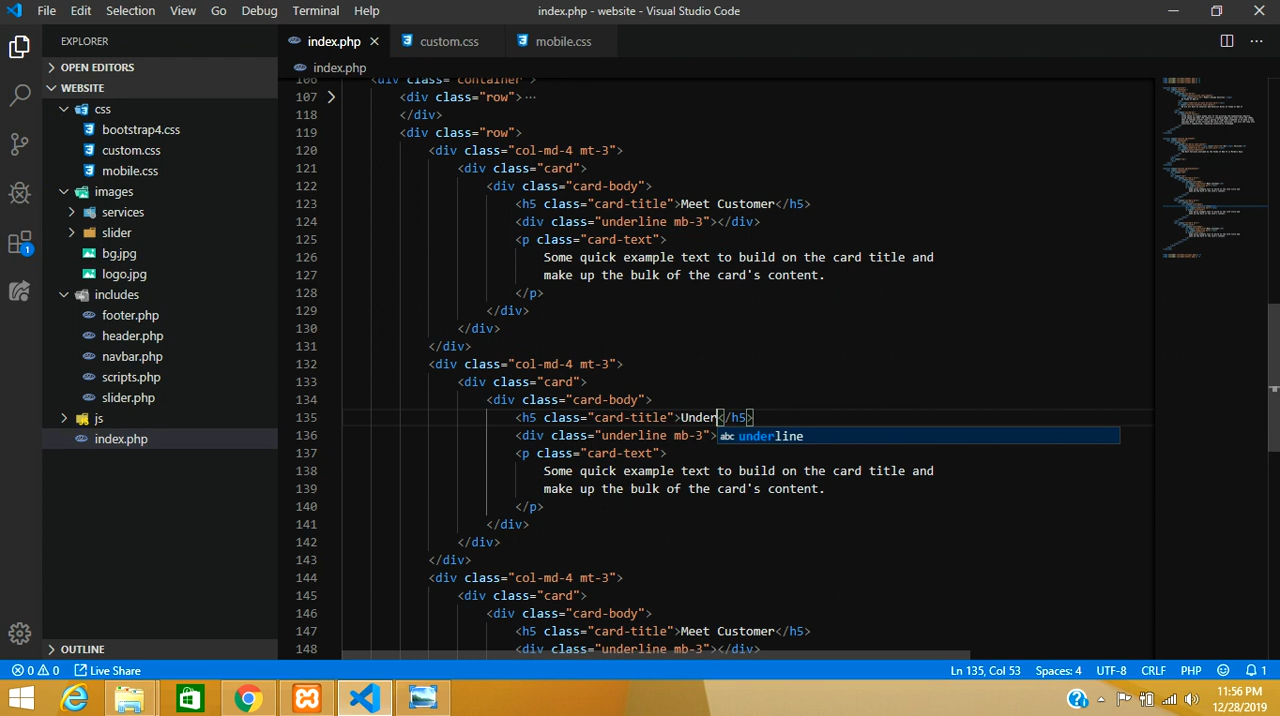 File Edit Selection View Go Debug Terminal Help
index.php - website - Visual Studio Code
EXPLORER
OPEN EDITORS
WEBSITE
css
bootstrap4.css
custom.css
mobile.css
images
services
slider
bg.jpg
logo.jpg
includes
footer.php
header.php
navbar.php
scripts.php
slider.php
js
index.php
OUTLINE
1
index.php
custom.css
mobile.css
index.php
106 <div class="container">
107 <div class="row">…
118 </div>
119 <div class="row">
120 <div class="col-md-4 mt-3">
121 <div class="card">
122 <div class="card-body">
123 <h5 class="card-title">Meet Customer</h5>
124 <div class="underline mb-3"></div>
125 <p class="card-text">
126 Some quick example text to build on the card title and
127 make up the bulk of the card's content.
128 </p>
129 </div>
130 </div>
131 </div>
132 <div class="col-md-4 mt-3">
133 <div class="card">
134 <div class="card-body">
135 <h5 class="card-title">Under</h5>
136 <div class="underline mb-3">
abc underline
137 <p class="card-text">
138 Some quick example text to build on the card title and
139 make up the bulk of the card's content.
140 </p>
141 </div>
142 </div>
143 </div>
144 <div class="col-md-4 mt-3">
145 <div class="card">
146 <div class="card-body">
147 <h5 class="card-title">Meet Customer</h5>
148 <div class="underline mb-3"></div>
0 0 Live Share
Ln 135, Col 53 Spaces: 4 UTF-8 CRLF PHP 1
11:56 PM
12/28/2019